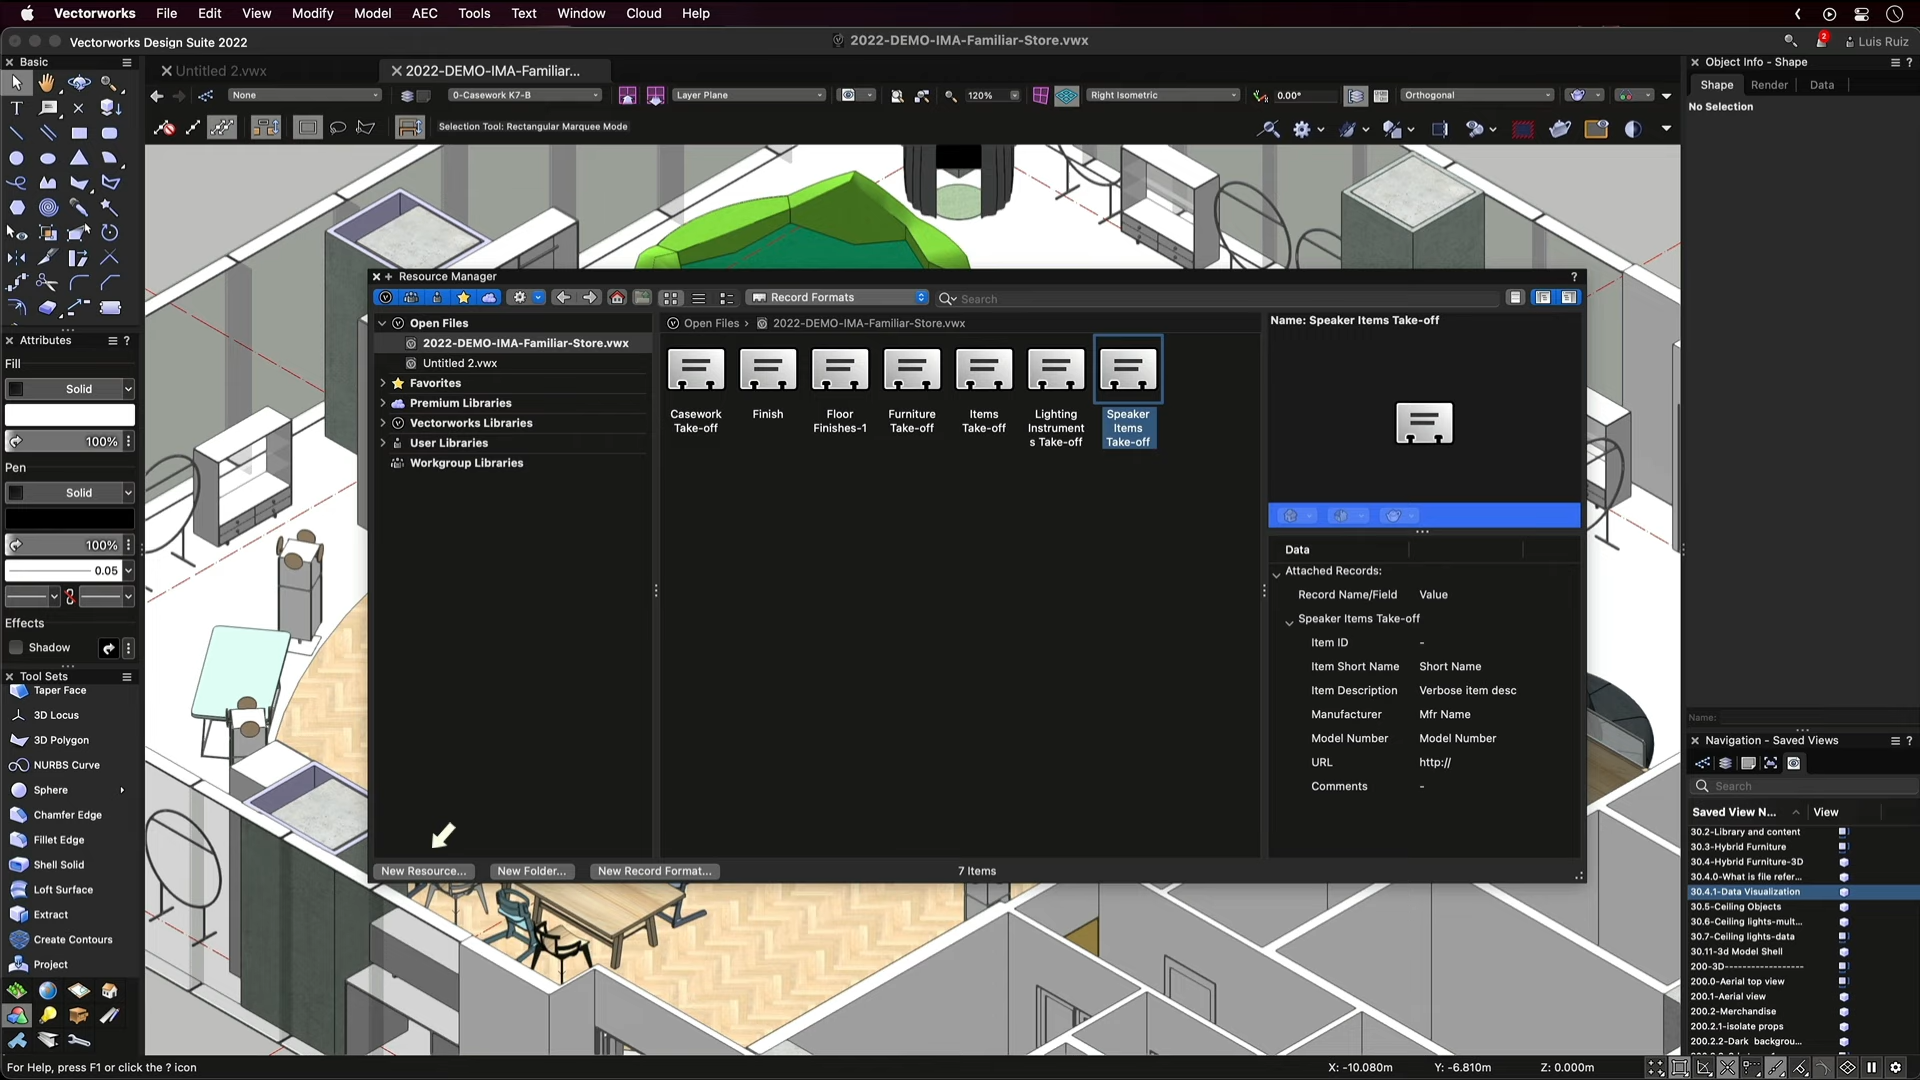 Vectorworks File Edit View Modify Model AEC Tools Text Window Cloud Help
Vectorworks Design Suite 2022
2022-DEMO-IMA-Familiar-Store.vwx
2
Luis Ruiz
Basic
Untitled 2.vwx
2022-DEMO-IMA-Familiar...
Object Info - Shape
?
Shape Render Data
No Selection
None
0-Casework K7-B
Layer Plane
120%
Right Isometric
0.00°
Orthogonal
Selection Tool: Rectangular Marquee Mode
Attributes
?
Fill
Solid
100%
Pen
Solid
100%
0.05
Effects
Shadow
Tool Sets
Taper Face
3D Locus
3D Polygon
NURBS Curve
Sphere
Chamfer Edge
Fillet Edge
Shell Solid
Loft Surface
Extract
Create Contours
Project
Resource Manager
?
Record Formats
Search
Open Files
2022-DEMO-IMA-Familiar-Store.vwx
Untitled 2.vwx
Favorites
Premium Libraries
Vectorworks Libraries
User Libraries
Workgroup Libraries
Open Files › 2022-DEMO-IMA-Familiar-Store.vwx
Casework Take-off
Finish
Floor Finishes-1
Furniture Take-off
Items Take-off
Lighting Instrument s Take-off
Speaker Items Take-off
Name: Speaker Items Take-off
Data
Attached Records:
Record Name/Field Value
Speaker Items Take-off
Item ID -
Item Short Name Short Name
Item Description Verbose item desc
Manufacturer Mfr Name
Model Number Model Number
URL http://
Comments -
New Resource...
New Folder...
New Record Format...
7 Items
Name:
Navigation - Saved Views
?
Search
Saved View N... View
30.2-Library and content
30.3-Hybrid Furniture
30.4-Hybrid Furniture-3D
30.4.0-What is file refer...
30.4.1-Data Visualization
30.5-Ceiling Objects
30.6-Ceiling lights-mult...
30.7-Ceiling lights-data
30.11-3d Model Shell
200-3D------------------
200.0-Aerial top view
200.1-Aerial view
200.2-Merchandise
200.2.1-isolate props
200.2.2-Dark backgrou...
For Help, press F1 or click the ? icon
X: -10.080m
Y: -6.810m
Z: 0.000m